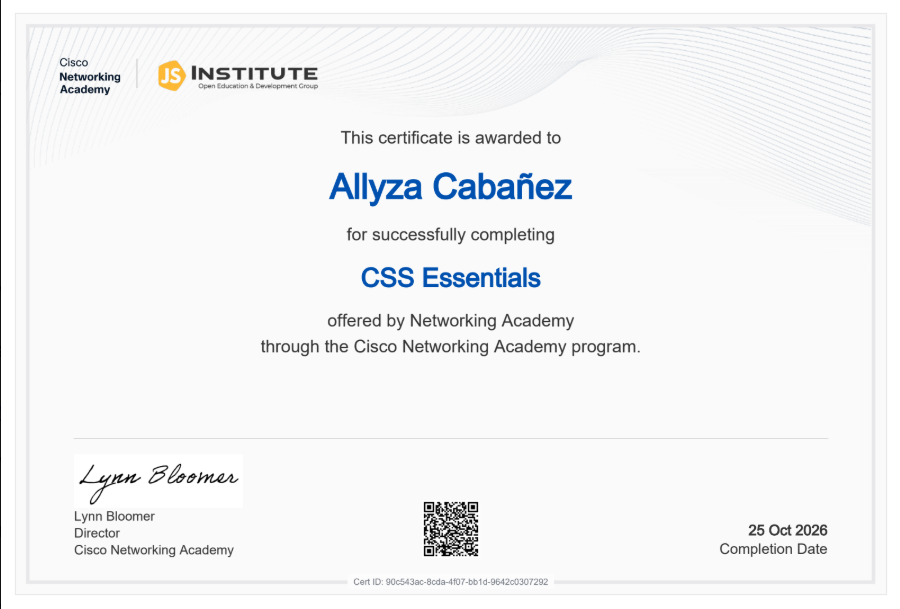 Cisco
Networking
Academy
JS INSTITUTE
Open Education & Development Group
This certificate is awarded to
Allyza Cabañez
for successfully completing
CSS Essentials
offered by Networking Academy
through the Cisco Networking Academy program.
Lynn Bloomer
Lynn Bloomer
Director
Cisco Networking Academy
25 Oct 2026
Completion Date
Cert ID: 90c543ac-8cda-4f07-bb1d-9642c0307292